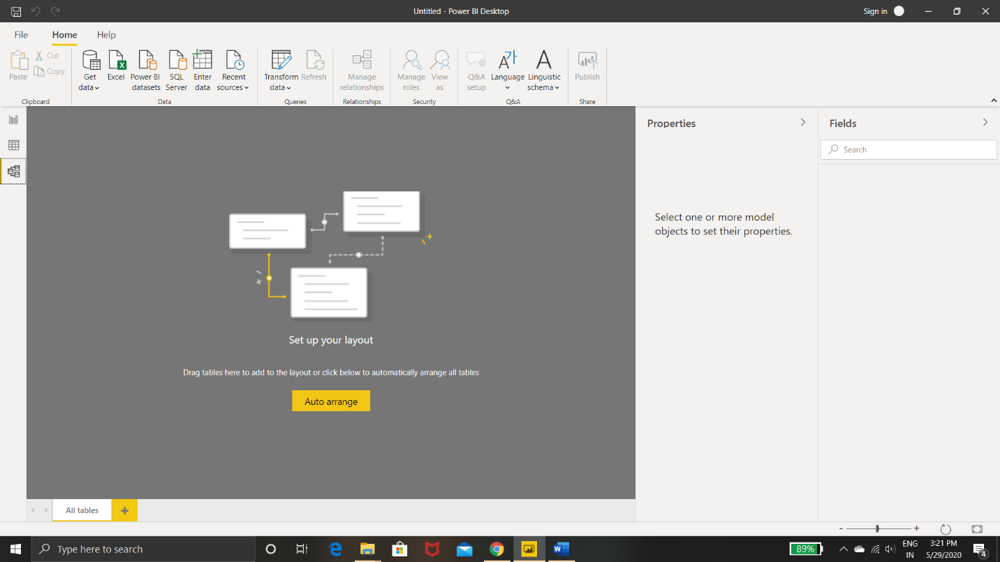 Untitled - Power BI Desktop
Sign in
File Home Help
Paste
Cut
Copy
Clipboard
Get data
Excel
Power BI datasets
SQL Server
Enter data
Recent sources
Data
Transform data
Refresh
Queries
Manage relationships
Relationships
Manage roles
View as
Security
Q&A setup
Language
Linguistic schema
Q&A
Publish
Share
Properties
Select one or more model
objects to set their properties.
Fields
Search
Set up your layout
Drag tables here to add to the layout or click below to automatically arrange all tables
Auto arrange
All tables
Type here to search
89%
ENG
IN
3:21 PM
5/29/2020
4